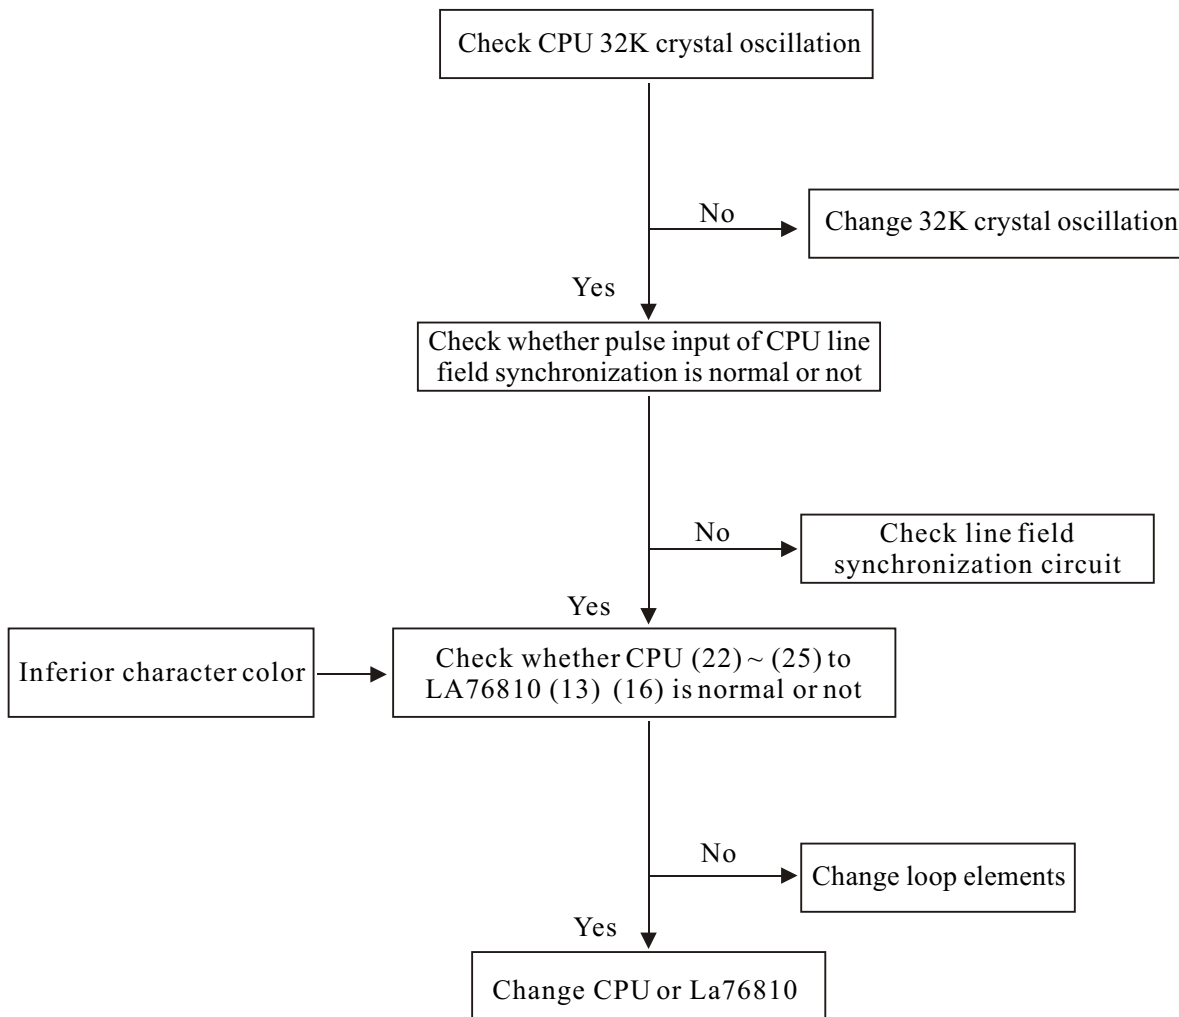 Check CPU 32K crystal oscillation
No
Change 32K crystal oscillation
Yes
Check whether pulse input of CPU line
field synchronization is normal or not
No
Check line field
synchronization circuit
Yes
Inferior character color
Check whether CPU (22) ~ (25) to
LA76810 (13) (16) is normal or not
No
Change loop elements
Yes
Change CPU or La76810